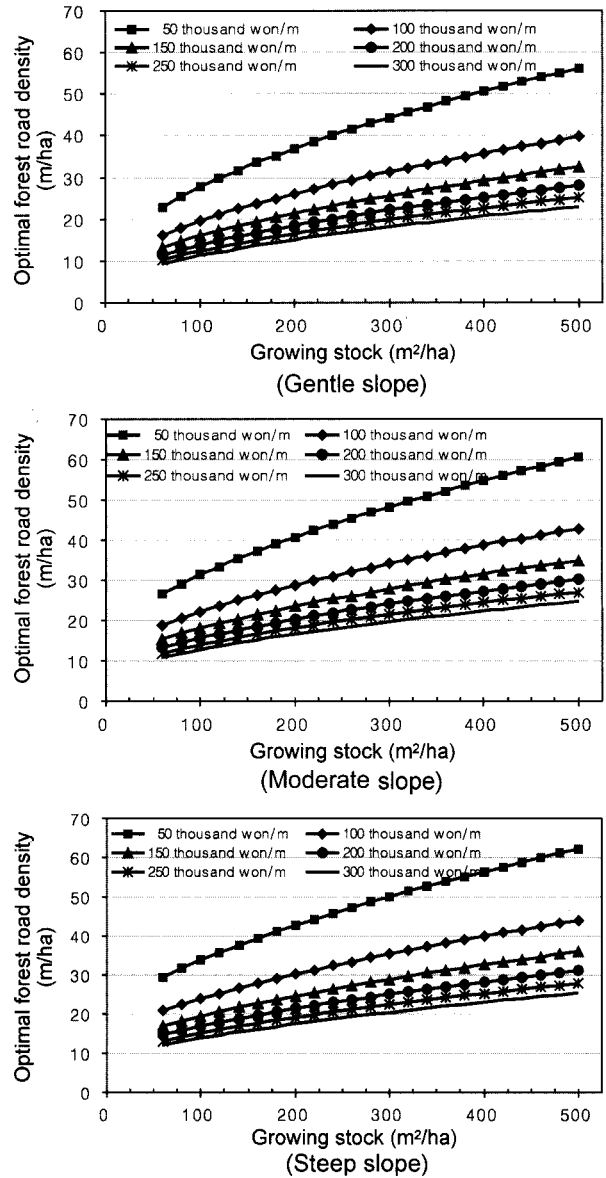 70
60
50
40
30
20
10
0
Optimal forest road density
(m/ha)
50 thousand won/m
100 thousand won/m
150 thousand won/m
200 thousand won/m
250 thousand won/m
300 thousand won/m
0 100 200 300 400 500
Growing stock (m²/ha)
(Gentle slope)
70
60
50
40
30
20
10
0
Optimal forest road density
(m/ha)
50 thousand won/m
100 thousand won/m
150 thousand won/m
200 thousand won/m
250 thousand won/m
300 thousand won/m
0 100 200 300 400 500
Growing stock (m²/ha)
(Moderate slope)
70
60
50
40
30
20
10
0
Optimal forest road density
(m/ha)
50 thousand won/m
100 thousand won/m
150 thousand won/m
200 thousand won/m
250 thousand won/m
300 thousand won/m
0 100 200 300 400 500
Growing stock (m²/ha)
(Steep slope)